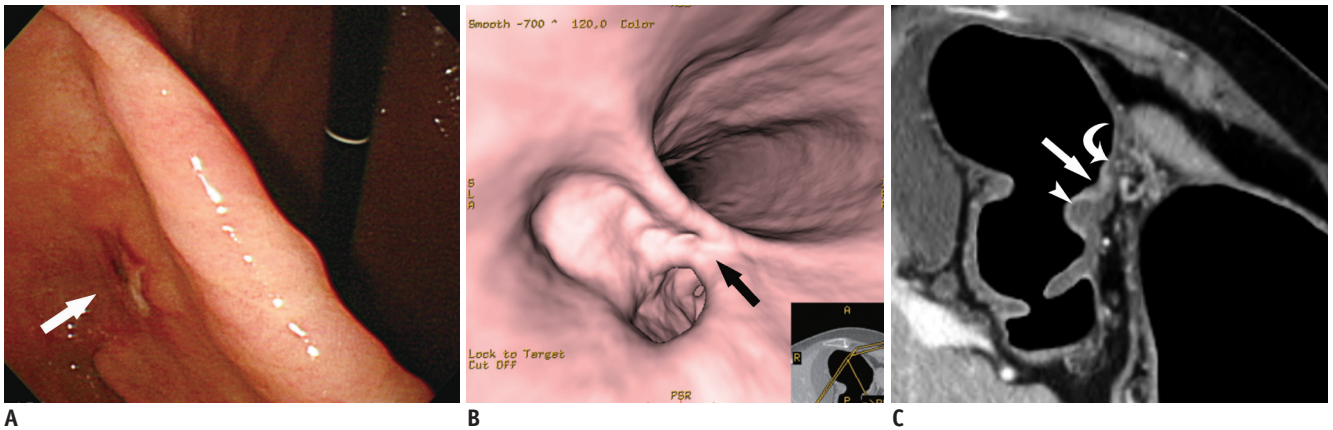 Smooth -700 ^ 120.0 Color
S
L
A
Lock to Target
Cut OFF
PSR
A
R
P
A
B
C